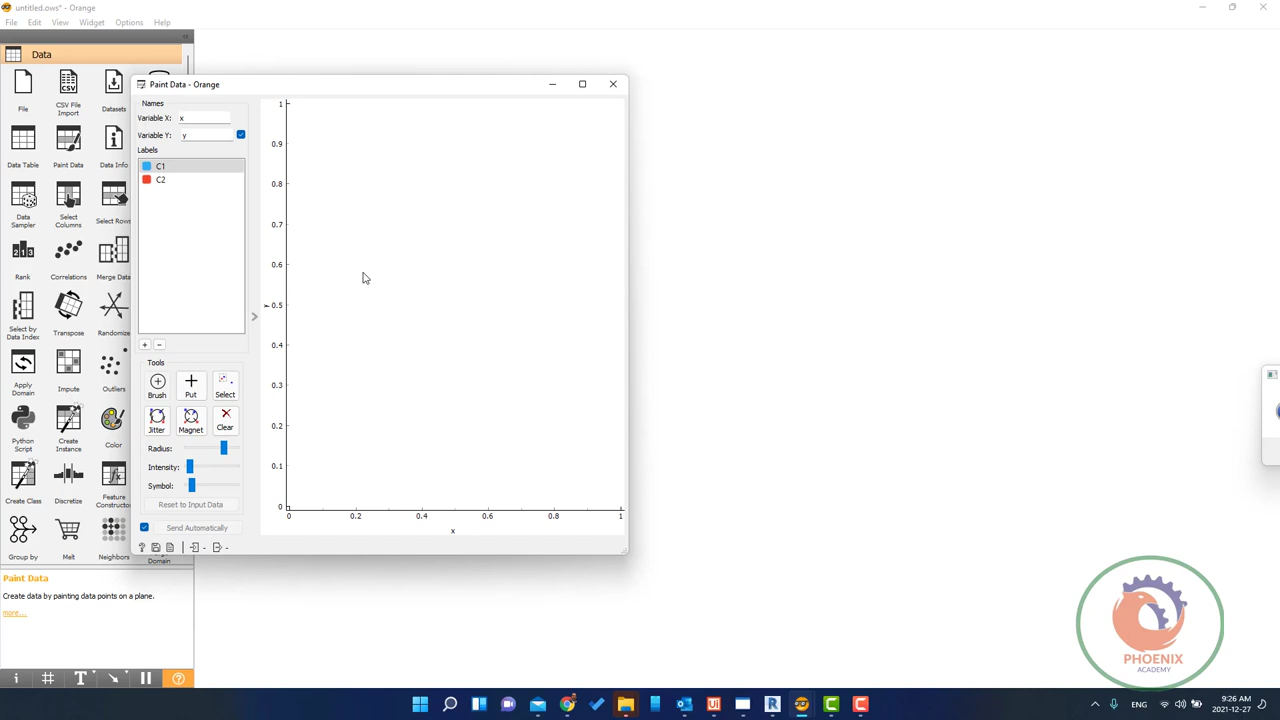 untitled.ows* - Orange
File Edit View Widget Options Help
Data
File
CSV File Import
Datasets
Data Table
Paint Data
Data Info
Data Sampler
Select Columns
Select Rows
Rank
Correlations
Merge Data
Select by Data Index
Transpose
Randomize
Apply Domain
Impute
Outliers
Python Script
Create Instance
Color
Create Class
Discretize
Feature Constructor
Group by
Melt
Neighbors
Domain
Paint Data
Create data by painting data points on a plane.
more...
Paint Data - Orange
Names
Variable X: x
Variable Y: y
Labels
C1
C2
+ −
Tools
Brush
Put
Select
Jitter
Magnet
Clear
Radius:
Intensity:
Symbol:
Reset to Input Data
Send Automatically
1
0.9
0.8
0.7
0.6
0.5
0.4
0.3
0.2
0.1
0
y
0 0.2 0.4 0.6 0.8 1
x
PHOENIX
ACADEMY
9:26 AM
2021-12-27